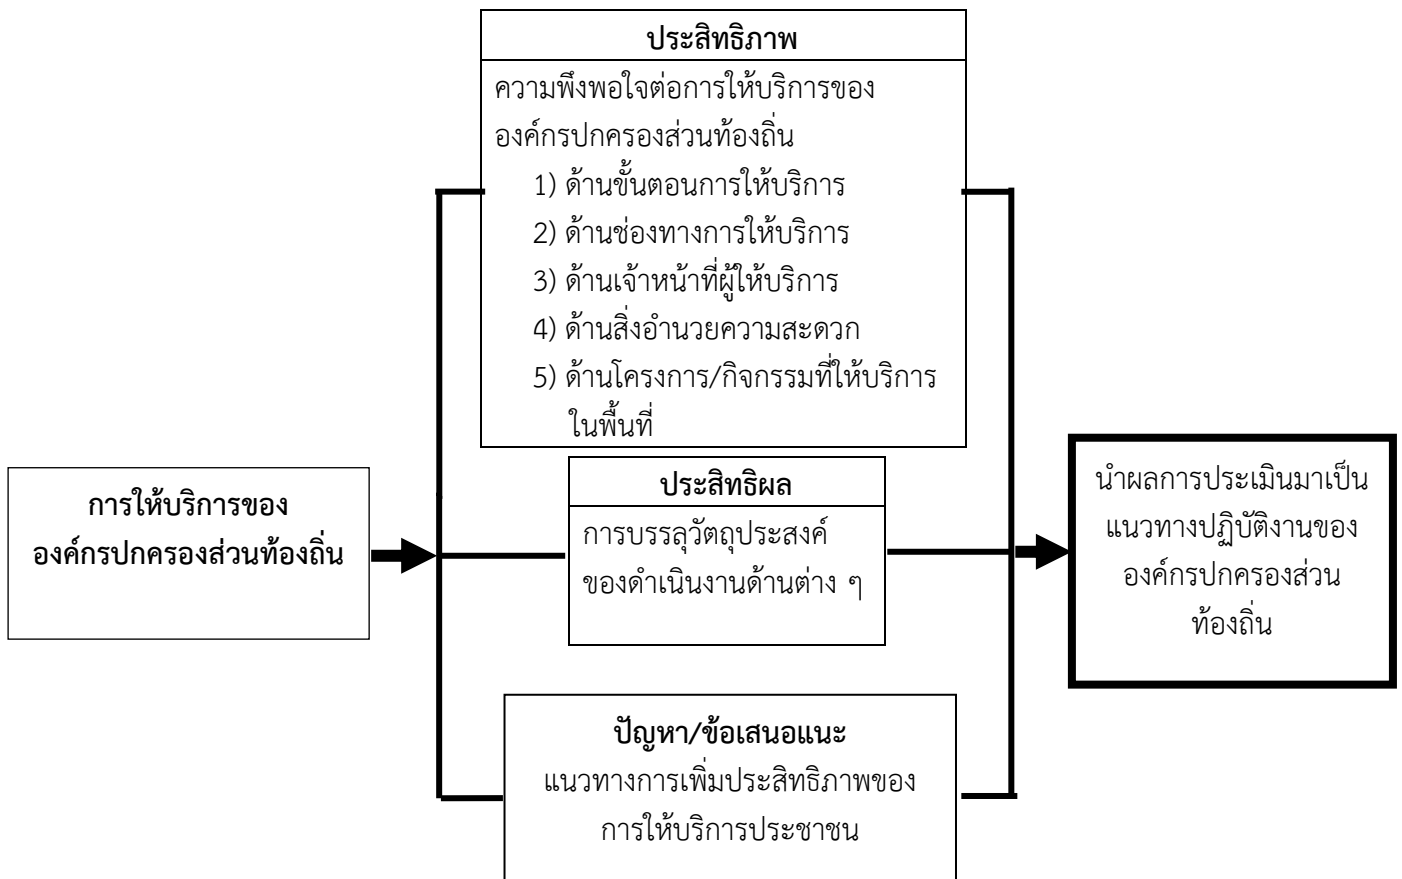 ประสิทธิภาพ
ความพึงพอใจต่อการให้บริการของ
องค์กรปกครองส่วนท้องถิ่น
1) ด้านขั้นตอนการให้บริการ
2) ด้านช่องทางการให้บริการ
3) ด้านเจ้าหน้าที่ผู้ให้บริการ
4) ด้านสิ่งอำนวยความสะดวก
5) ด้านโครงการ/กิจกรรมที่ให้บริการ
ในพื้นที่
การให้บริการของ
องค์กรปกครองส่วนท้องถิ่น
ประสิทธิผล
การบรรลุวัตถุประสงค์
ของดำเนินงานด้านต่าง ๆ
นำผลการประเมินมาเป็น
แนวทางปฏิบัติงานของ
องค์กรปกครองส่วน
ท้องถิ่น
ปัญหา/ข้อเสนอแนะ
แนวทางการเพิ่มประสิทธิภาพของ
การให้บริการประชาชน